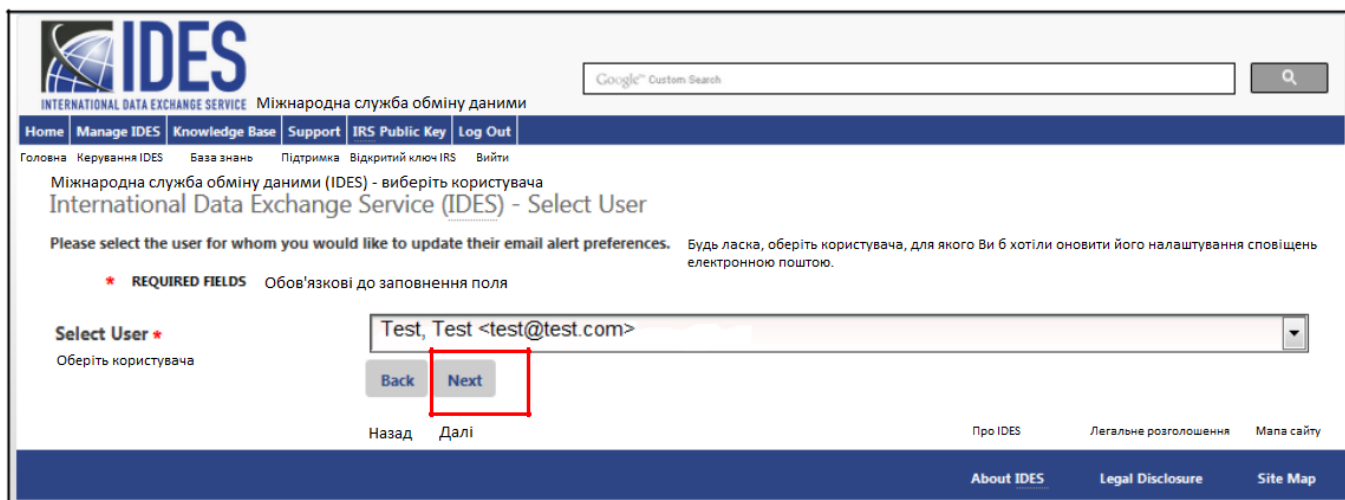 IDES
INTERNATIONAL DATA EXCHANGE SERVICE Міжнародна служба обміну даними
Google™ Custom Search
Home Manage IDES Knowledge Base Support IRS Public Key Log Out
Головна Керування IDES База знань Підтримка Відкритий ключ IRS Вийти
Міжнародна служба обміну даними (IDES) - виберіть користувача
International Data Exchange Service (IDES) - Select User
Please select the user for whom you would like to update their email alert preferences.
Будь ласка, оберіть користувача, для якого Ви б хотіли оновити його налаштування сповіщень
електронною поштою.
* REQUIRED FIELDS Обов'язкові до заповнення поля
Select User *
Test, Test <test@test.com>
Оберіть користувача
Back Next
Назад Далі
Про IDES Легальне розголошення Мапа сайту
About IDES Legal Disclosure Site Map